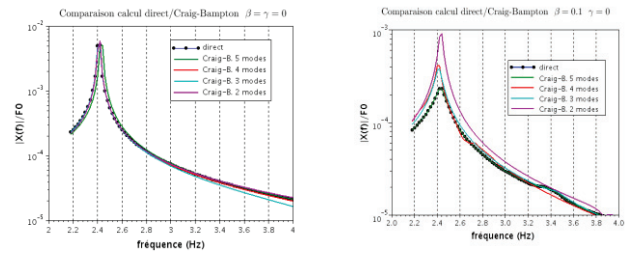 Comparaison calcul direct/Craig-Bampton β = γ = 0
10⁻²
10⁻³
10⁻⁴
10⁻⁵
|X(f)|/F0
direct
Craig-B. 5 modes
Craig-B. 4 modes
Craig-B. 3 modes
Craig-B. 2 modes
2 2.2 2.4 2.6 2.8 3.0 3.2 3.4 3.6 3.8 4
fréquence (Hz)
Comparaison calcul direct/Craig-Bampton β = 0.1 γ = 0
10⁻³
10⁻⁴
10⁻⁵
|X(f)|/F0
direct
Craig-B. 5 modes
Craig-B. 4 modes
Craig-B. 3 modes
Craig-B. 2 modes
2.0 2.2 2.4 2.6 2.8 3.0 3.2 3.4 3.6 3.8 4.0
fréquence (Hz)